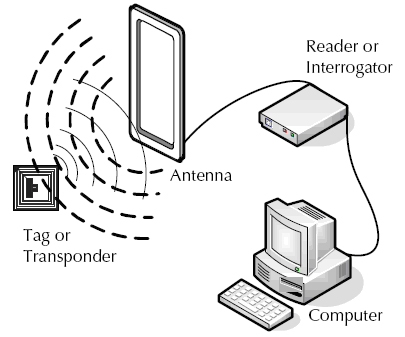 Reader or
Interrogator
Antenna
Tag or
Transponder
Computer